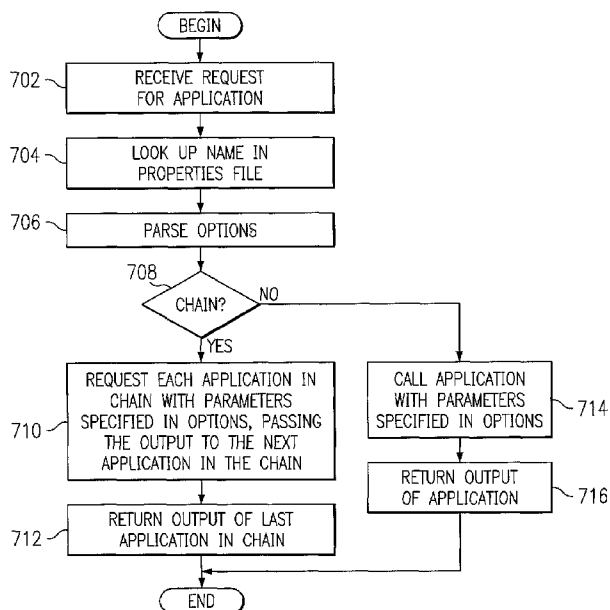 BEGIN
702
RECEIVE REQUEST
FOR APPLICATION
704
LOOK UP NAME IN
PROPERTIES FILE
706
PARSE OPTIONS
708
CHAIN?
NO
YES
710
REQUEST EACH APPLICATION IN
CHAIN WITH PARAMETERS
SPECIFIED IN OPTIONS, PASSING
THE OUTPUT TO THE NEXT
APPLICATION IN THE CHAIN
CALL APPLICATION
WITH PARAMETERS
SPECIFIED IN OPTIONS
714
712
RETURN OUTPUT OF LAST
APPLICATION IN CHAIN
RETURN OUTPUT
OF APPLICATION
716
END